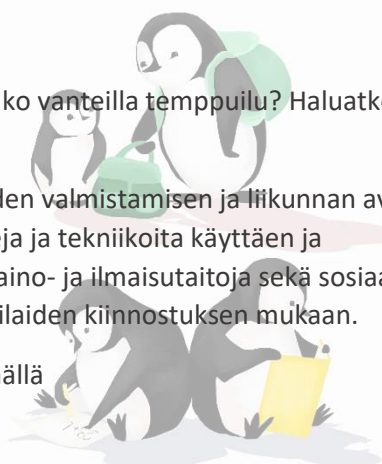 ko vanteilla temppuilu? Haluatko
den valmistamisen ja liikunnan av
eja ja tekniikoita käyttäen ja
aino- ja ilmaisutaitoja sekä sosiaa
ilaiden kiinnostuksen mukaan.
ällä